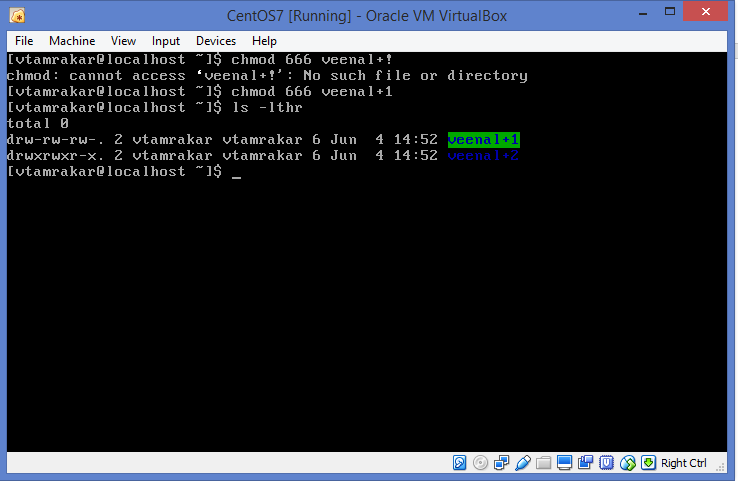 CentOS7 [Running] - Oracle VM VirtualBox
File Machine View Input Devices Help
[vtamrakar@localhost ~]$ chmod 666 veenal+!
chmod: cannot access ‘veenal+!’: No such file or directory
[vtamrakar@localhost ~]$ chmod 666 veenal+1
[vtamrakar@localhost ~]$ ls -lthr
total 0
drw-rw-rw-. 2 vtamrakar vtamrakar 6 Jun  4 14:52 veenal+1
drwxrwxr-x. 2 vtamrakar vtamrakar 6 Jun  4 14:52 veenal+2
[vtamrakar@localhost ~]$ _
Right Ctrl